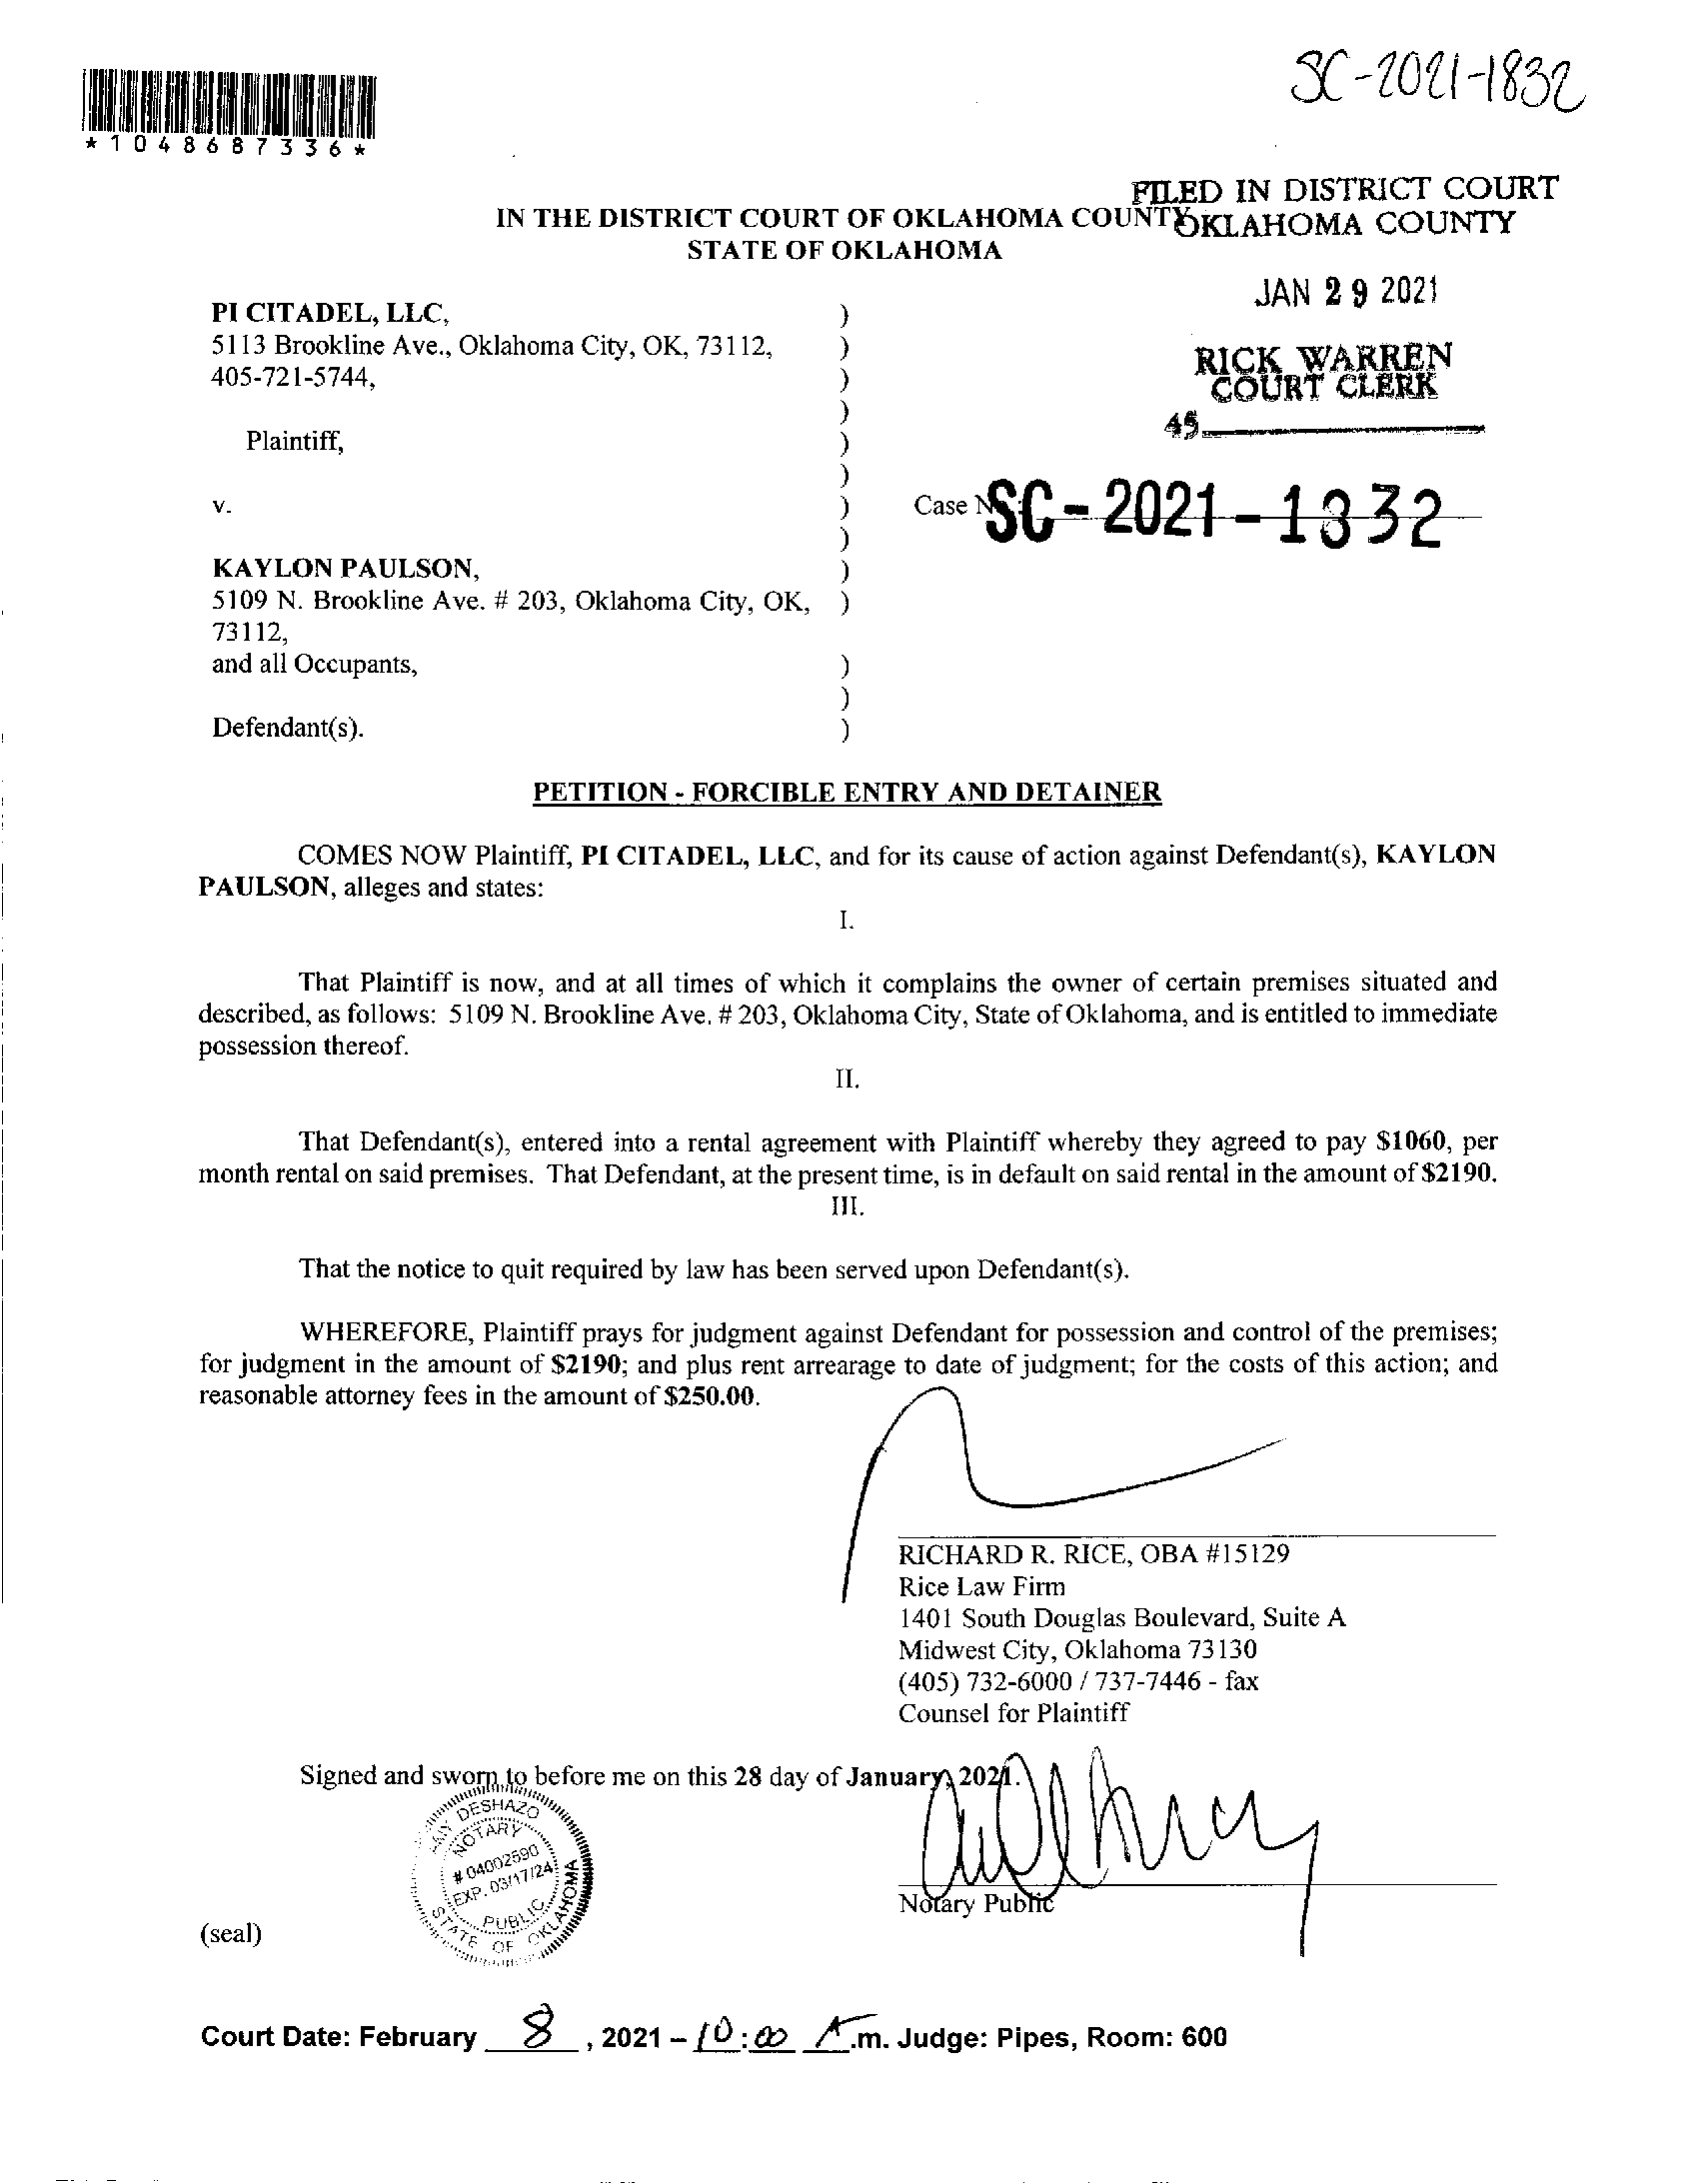 SC-2021-1832
*1048687336*
FILED IN DISTRICT COURT
OKLAHOMA COUNTY
IN THE DISTRICT COURT OF OKLAHOMA COUNTY
STATE OF OKLAHOMA
JAN 29 2021
RICK WARREN
COURT CLERK
45
PI CITADEL, LLC, )
5113 Brookline Ave., Oklahoma City, OK, 73112, )
405-721-5744, )
)
Plaintiff, )
)
v. )
Case No.: SC-2021-1832
)
KAYLON PAULSON, )
5109 N. Brookline Ave. # 203, Oklahoma City, OK, )
73112,
and all Occupants, )
)
Defendant(s). )
PETITION - FORCIBLE ENTRY AND DETAINER
COMES NOW Plaintiff, PI CITADEL, LLC, and for its cause of action against Defendant(s), KAYLON
PAULSON, alleges and states:
I.
That Plaintiff is now, and at all times of which it complains the owner of certain premises situated and
described, as follows: 5109 N. Brookline Ave. # 203, Oklahoma City, State of Oklahoma, and is entitled to immediate
possession thereof.
II.
That Defendant(s), entered into a rental agreement with Plaintiff whereby they agreed to pay $1060, per
month rental on said premises. That Defendant, at the present time, is in default on said rental in the amount of $2190.
III.
That the notice to quit required by law has been served upon Defendant(s).
WHEREFORE, Plaintiff prays for judgment against Defendant for possession and control of the premises;
for judgment in the amount of $2190; and plus rent arrearage to date of judgment; for the costs of this action; and
reasonable attorney fees in the amount of $250.00.
RICHARD R. RICE, OBA #15129
Rice Law Firm
1401 South Douglas Boulevard, Suite A
Midwest City, Oklahoma 73130
(405) 732-6000 / 737-7446 - fax
Counsel for Plaintiff
Signed and sworn to before me on this 28 day of January, 2021.
DESHAZO
NOTARY
# 04002590
EXP. 03/17/24
PUBLIC
STATE OF OKLAHOMA
Notary Public
(seal)
Court Date: February 8, 2021 – 10:00 A.m. Judge: Pipes, Room: 600